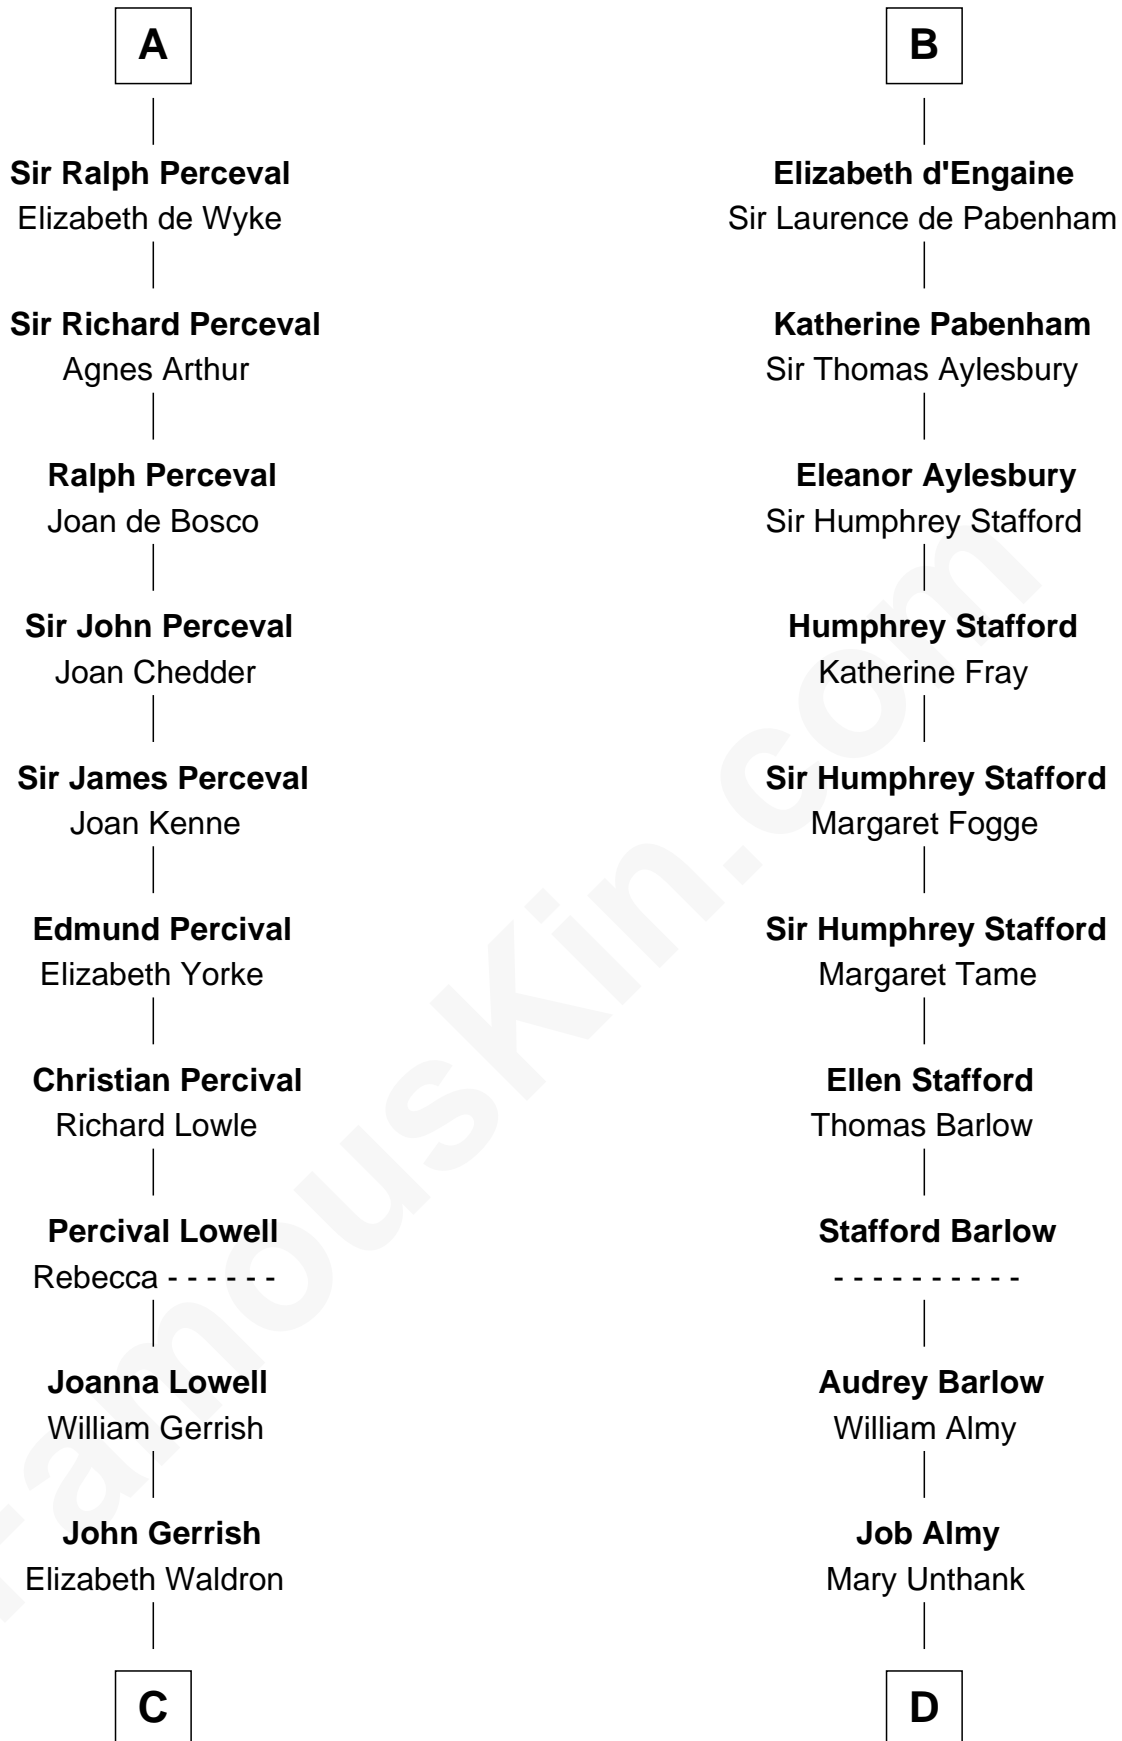 A
Sir Ralph Perceval
Elizabeth de Wyke
Sir Richard Perceval
Agnes Arthur
Ralph Perceval
Joan de Bosco
Sir John Perceval
Joan Chedder
Sir James Perceval
Joan Kenne
Edmund Percival
Elizabeth Yorke
Christian Percival
Richard Lowle
Percival Lowell
Rebecca - - - - - -
Joanna Lowell
William Gerrish
John Gerrish
Elizabeth Waldron
C
B
Elizabeth d'Engaine
Sir Laurence de Pabenham
Katherine Pabenham
Sir Thomas Aylesbury
Eleanor Aylesbury
Sir Humphrey Stafford
Humphrey Stafford
Katherine Fray
Sir Humphrey Stafford
Margaret Fogge
Sir Humphrey Stafford
Margaret Tame
Ellen Stafford
Thomas Barlow
Stafford Barlow
- - - - - - - - - -
Audrey Barlow
William Almy
Job Almy
Mary Unthank
D
FamousKin.com